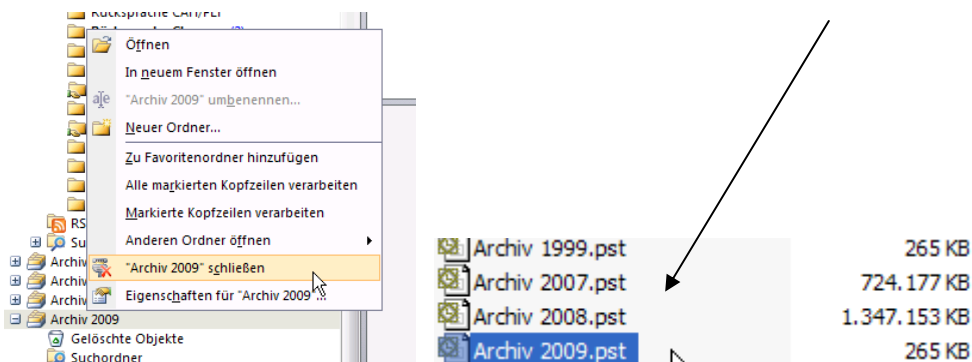 Rücksprache
Öffnen
In neuem Fenster öffnen
"Archiv 2009" umbenennen...
Neuer Ordner...
Zu Favoritenordner hinzufügen
Alle markierten Kopfzeilen verarbeiten
Markierte Kopfzeilen verarbeiten
Anderen Ordner öffnen
"Archiv 2009" schließen
Eigenschaften für "Archiv 2009"...
RS
Su
Archiv
Archiv
Archiv
Archiv 2009
Gelöschte Objekte
Suchordner
Archiv 1999.pst 265 KB
Archiv 2007.pst 724.177 KB
Archiv 2008.pst 1.347.153 KB
Archiv 2009.pst 265 KB